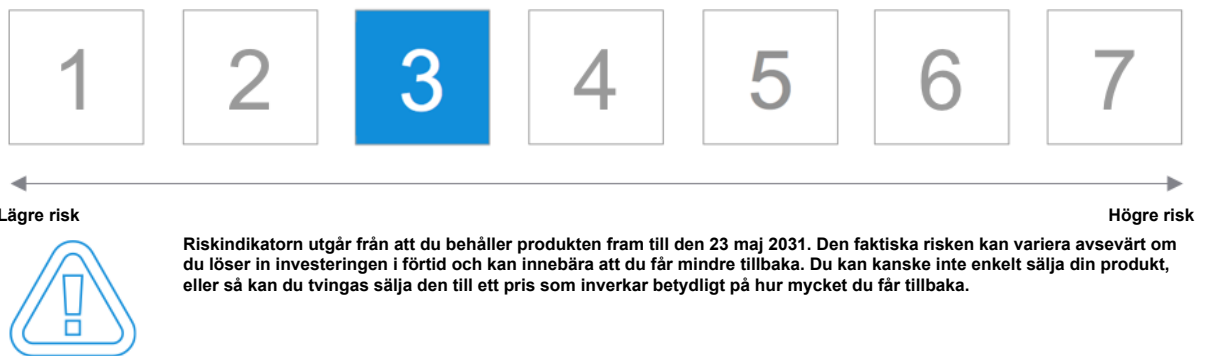 1 2 3 4 5 6 7
Lägre risk Högre risk
Riskindikatorn utgår från att du behåller produkten fram till den 23 maj 2031. Den faktiska risken kan variera avsevärt om
du löser in investeringen i förtid och kan innebära att du får mindre tillbaka. Du kan kanske inte enkelt sälja din produkt,
eller så kan du tvingas sälja den till ett pris som inverkar betydligt på hur mycket du får tillbaka.